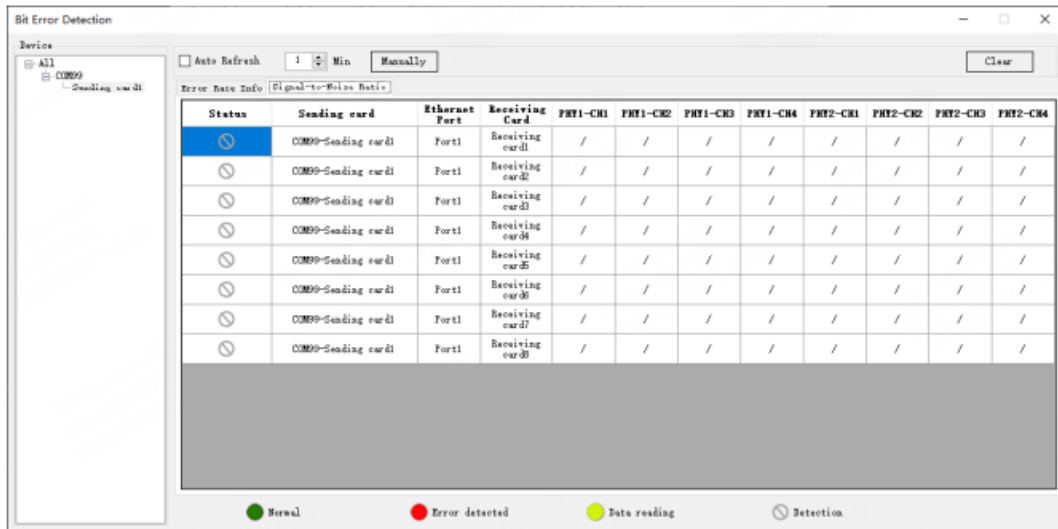 Bit Error Detection
Device
All
COM99
Sending card1
Auto Refresh 1 Min Manually Clear
Error Rate Info Signal-to-Noise Ratio
Status Sending card Ethernet Port Receiving Card PHY1-CH1 PHY1-CH2 PHY1-CH3 PHY1-CH4 PHY2-CH1 PHY2-CH2 PHY2-CH3 PHY2-CH4
COM99-Sending card1 Port1 Receiving card1 / / / / / / / /
COM99-Sending card1 Port1 Receiving card2 / / / / / / / /
COM99-Sending card1 Port1 Receiving card3 / / / / / / / /
COM99-Sending card1 Port1 Receiving card4 / / / / / / / /
COM99-Sending card1 Port1 Receiving card5 / / / / / / / /
COM99-Sending card1 Port1 Receiving card6 / / / / / / / /
COM99-Sending card1 Port1 Receiving card7 / / / / / / / /
COM99-Sending card1 Port1 Receiving card8 / / / / / / / /
Normal Error detected Data reading Detection